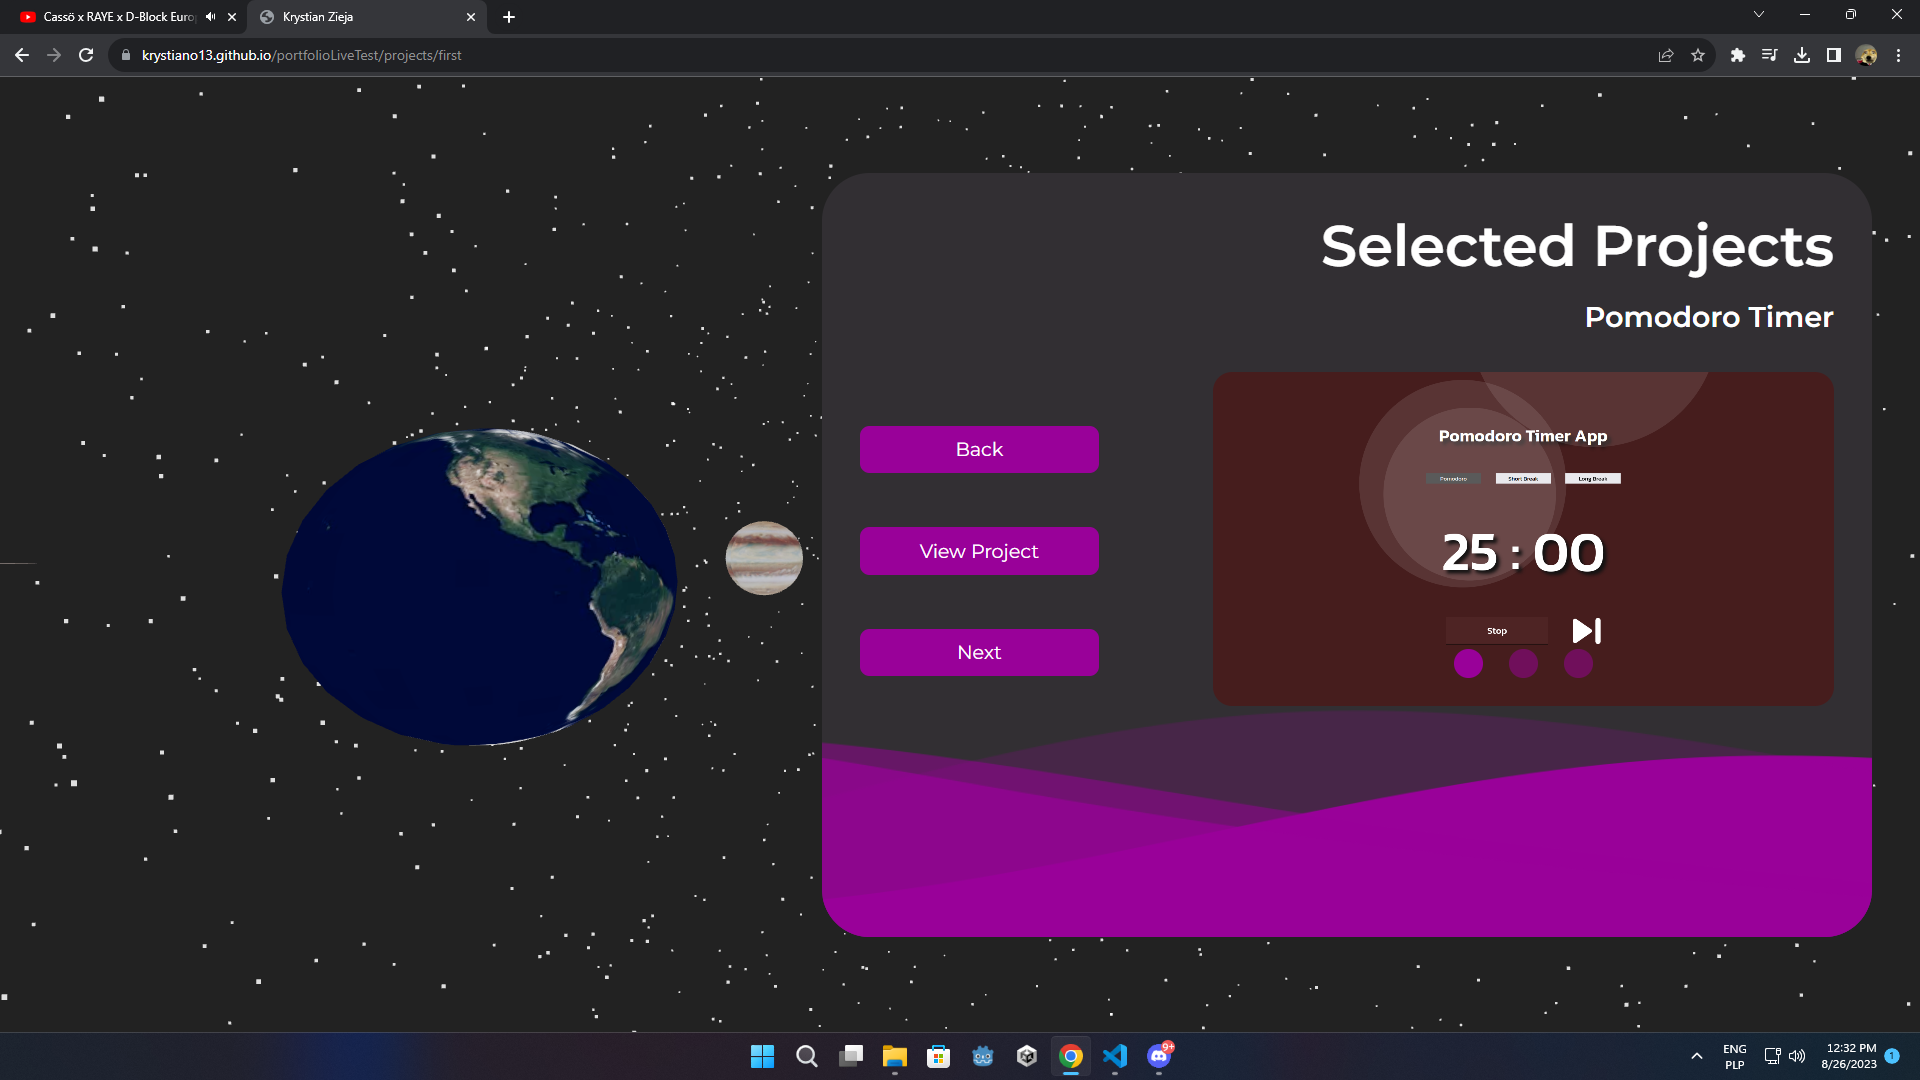 Cassö x RAYE x D-Block Euro
Krystian Zieja
krystiano13.github.io/portfolioLiveTest/projects/first
Selected Projects
Pomodoro Timer
Back
View Project
Next
Pomodoro Timer App
Pomodoro Short Break Long Break
25 : 00
Stop
9+
ENG
PLP
12:32 PM
8/26/2023
1